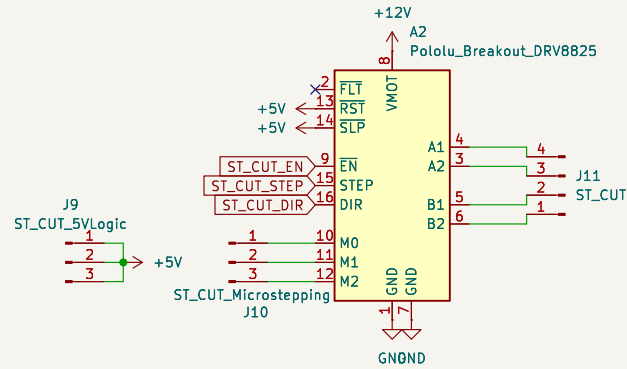 +12V
A2
Pololu_Breakout_DRV8825
8
VMOT
2 FLT
+5V 13 RST
+5V 14 SLP
A1 4 4
A2 3 3
J11
ST_CUT_EN 9 EN
ST_CUT_STEP 15 STEP
2 ST_CUT
ST_CUT_DIR 16 DIR
B1 5
1
B2 6
J9
ST_CUT_5VLogic
1
2 +5V
3
1 10 M0
2 11 M1
3 12 M2
ST_CUT_Microstepping
J10
GND GND
1 7
GND GND